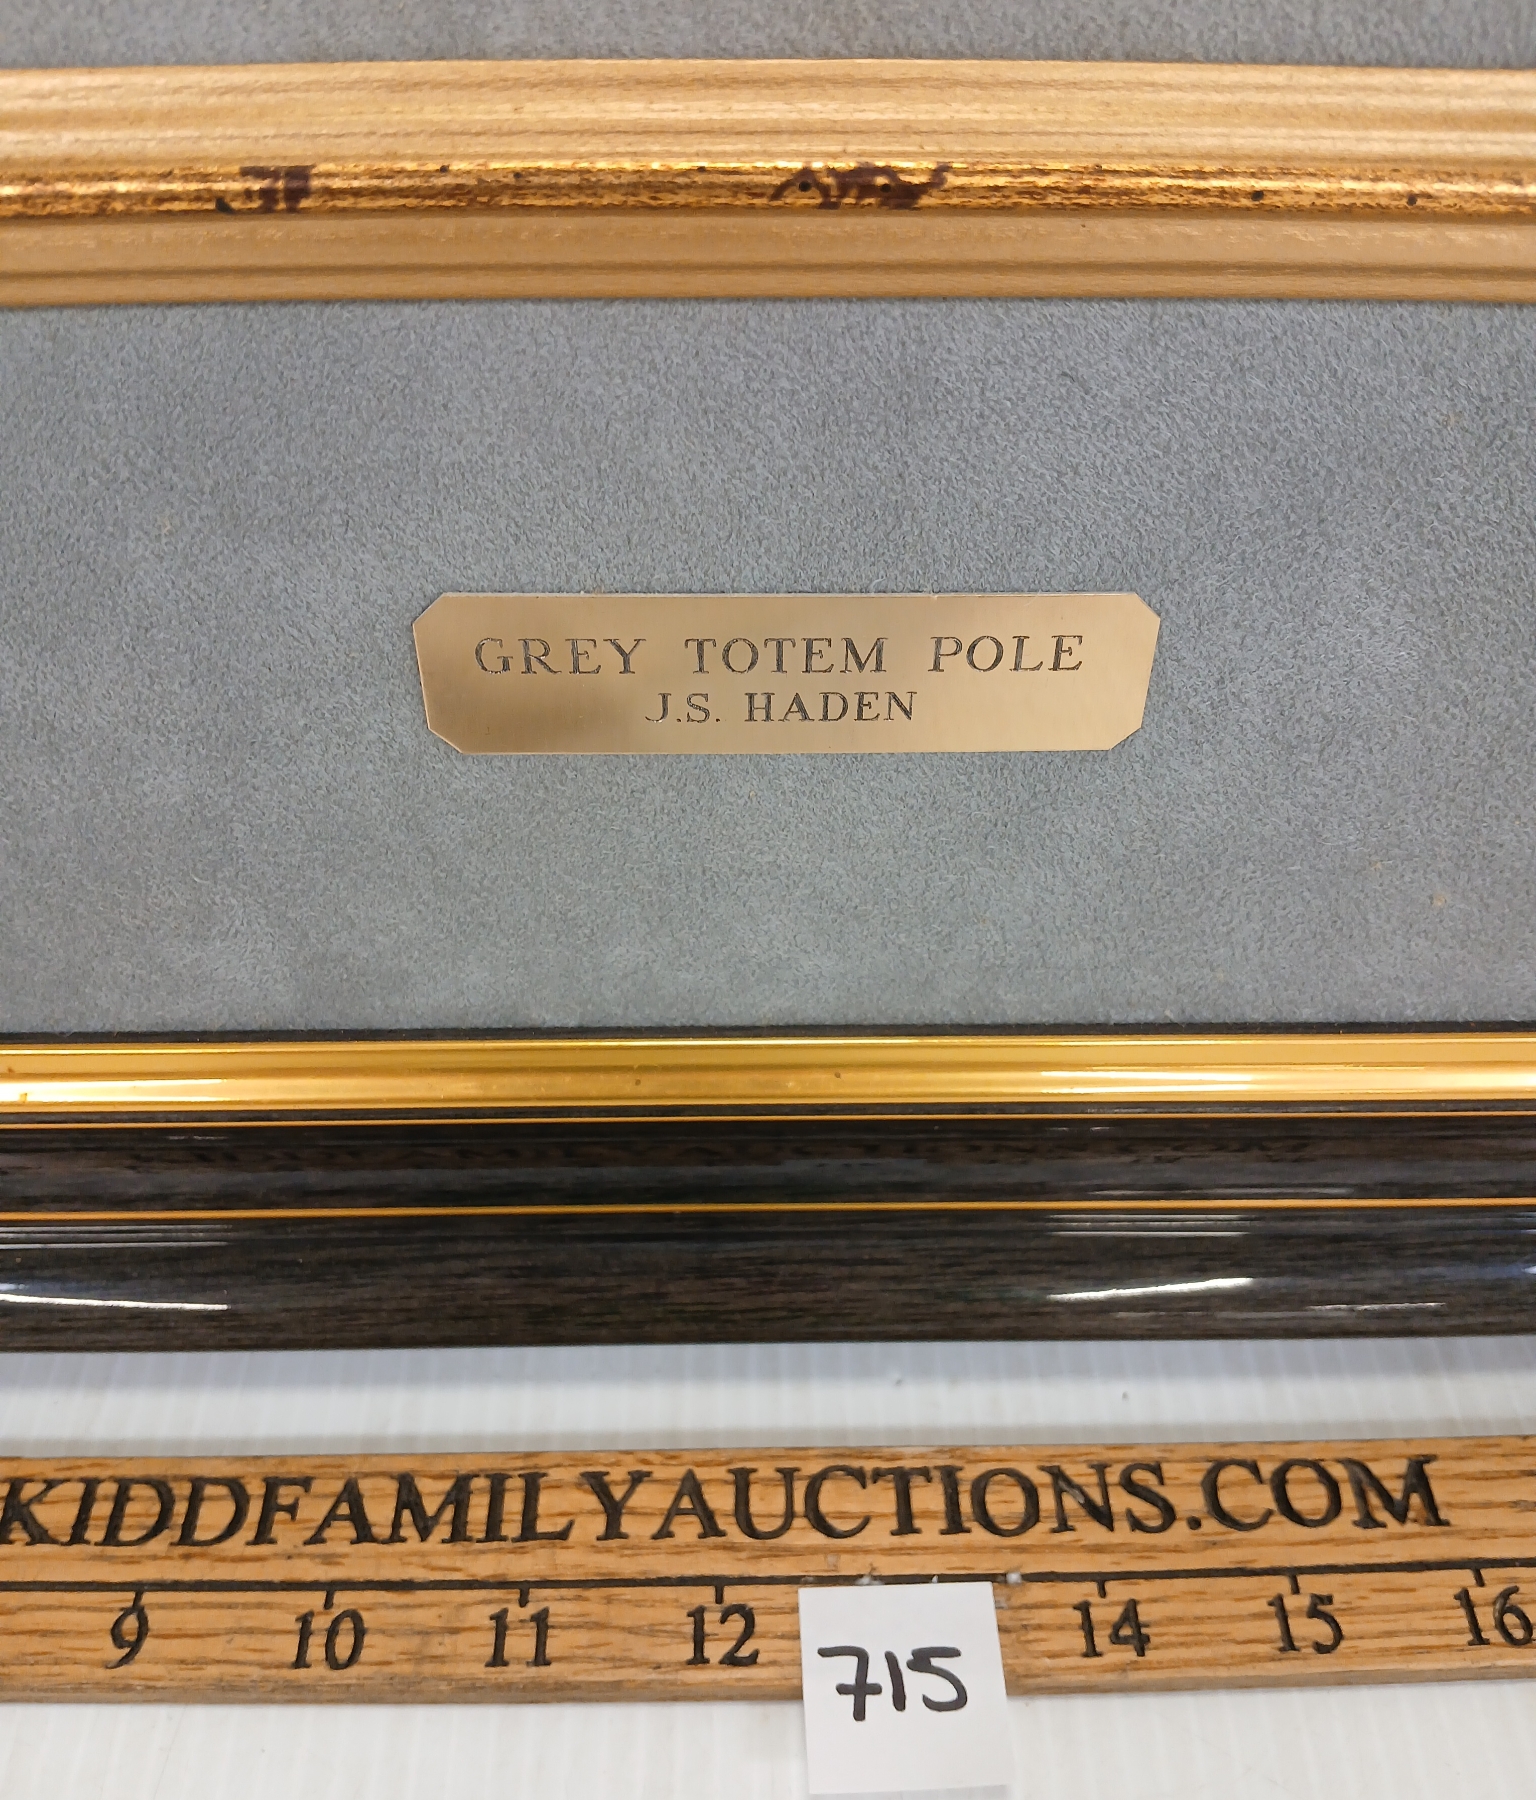 GREY TOTEM POLE
J.S. HADEN
KIDDFAMILYAUCTIONS.COM
9 10 11 12 14 15 16
715